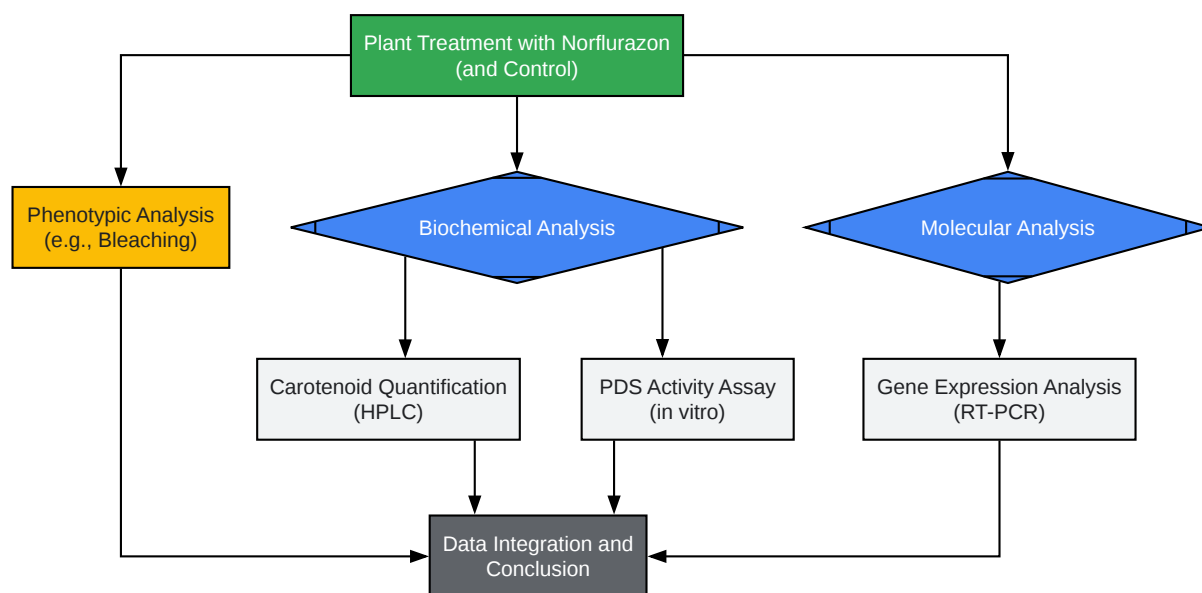 Plant Treatment with Norflurazon
(and Control)
Phenotypic Analysis
(e.g., Bleaching)
Biochemical Analysis
Molecular Analysis
Carotenoid Quantification
(HPLC)
PDS Activity Assay
(in vitro)
Gene Expression Analysis
(RT-PCR)
Data Integration and
Conclusion